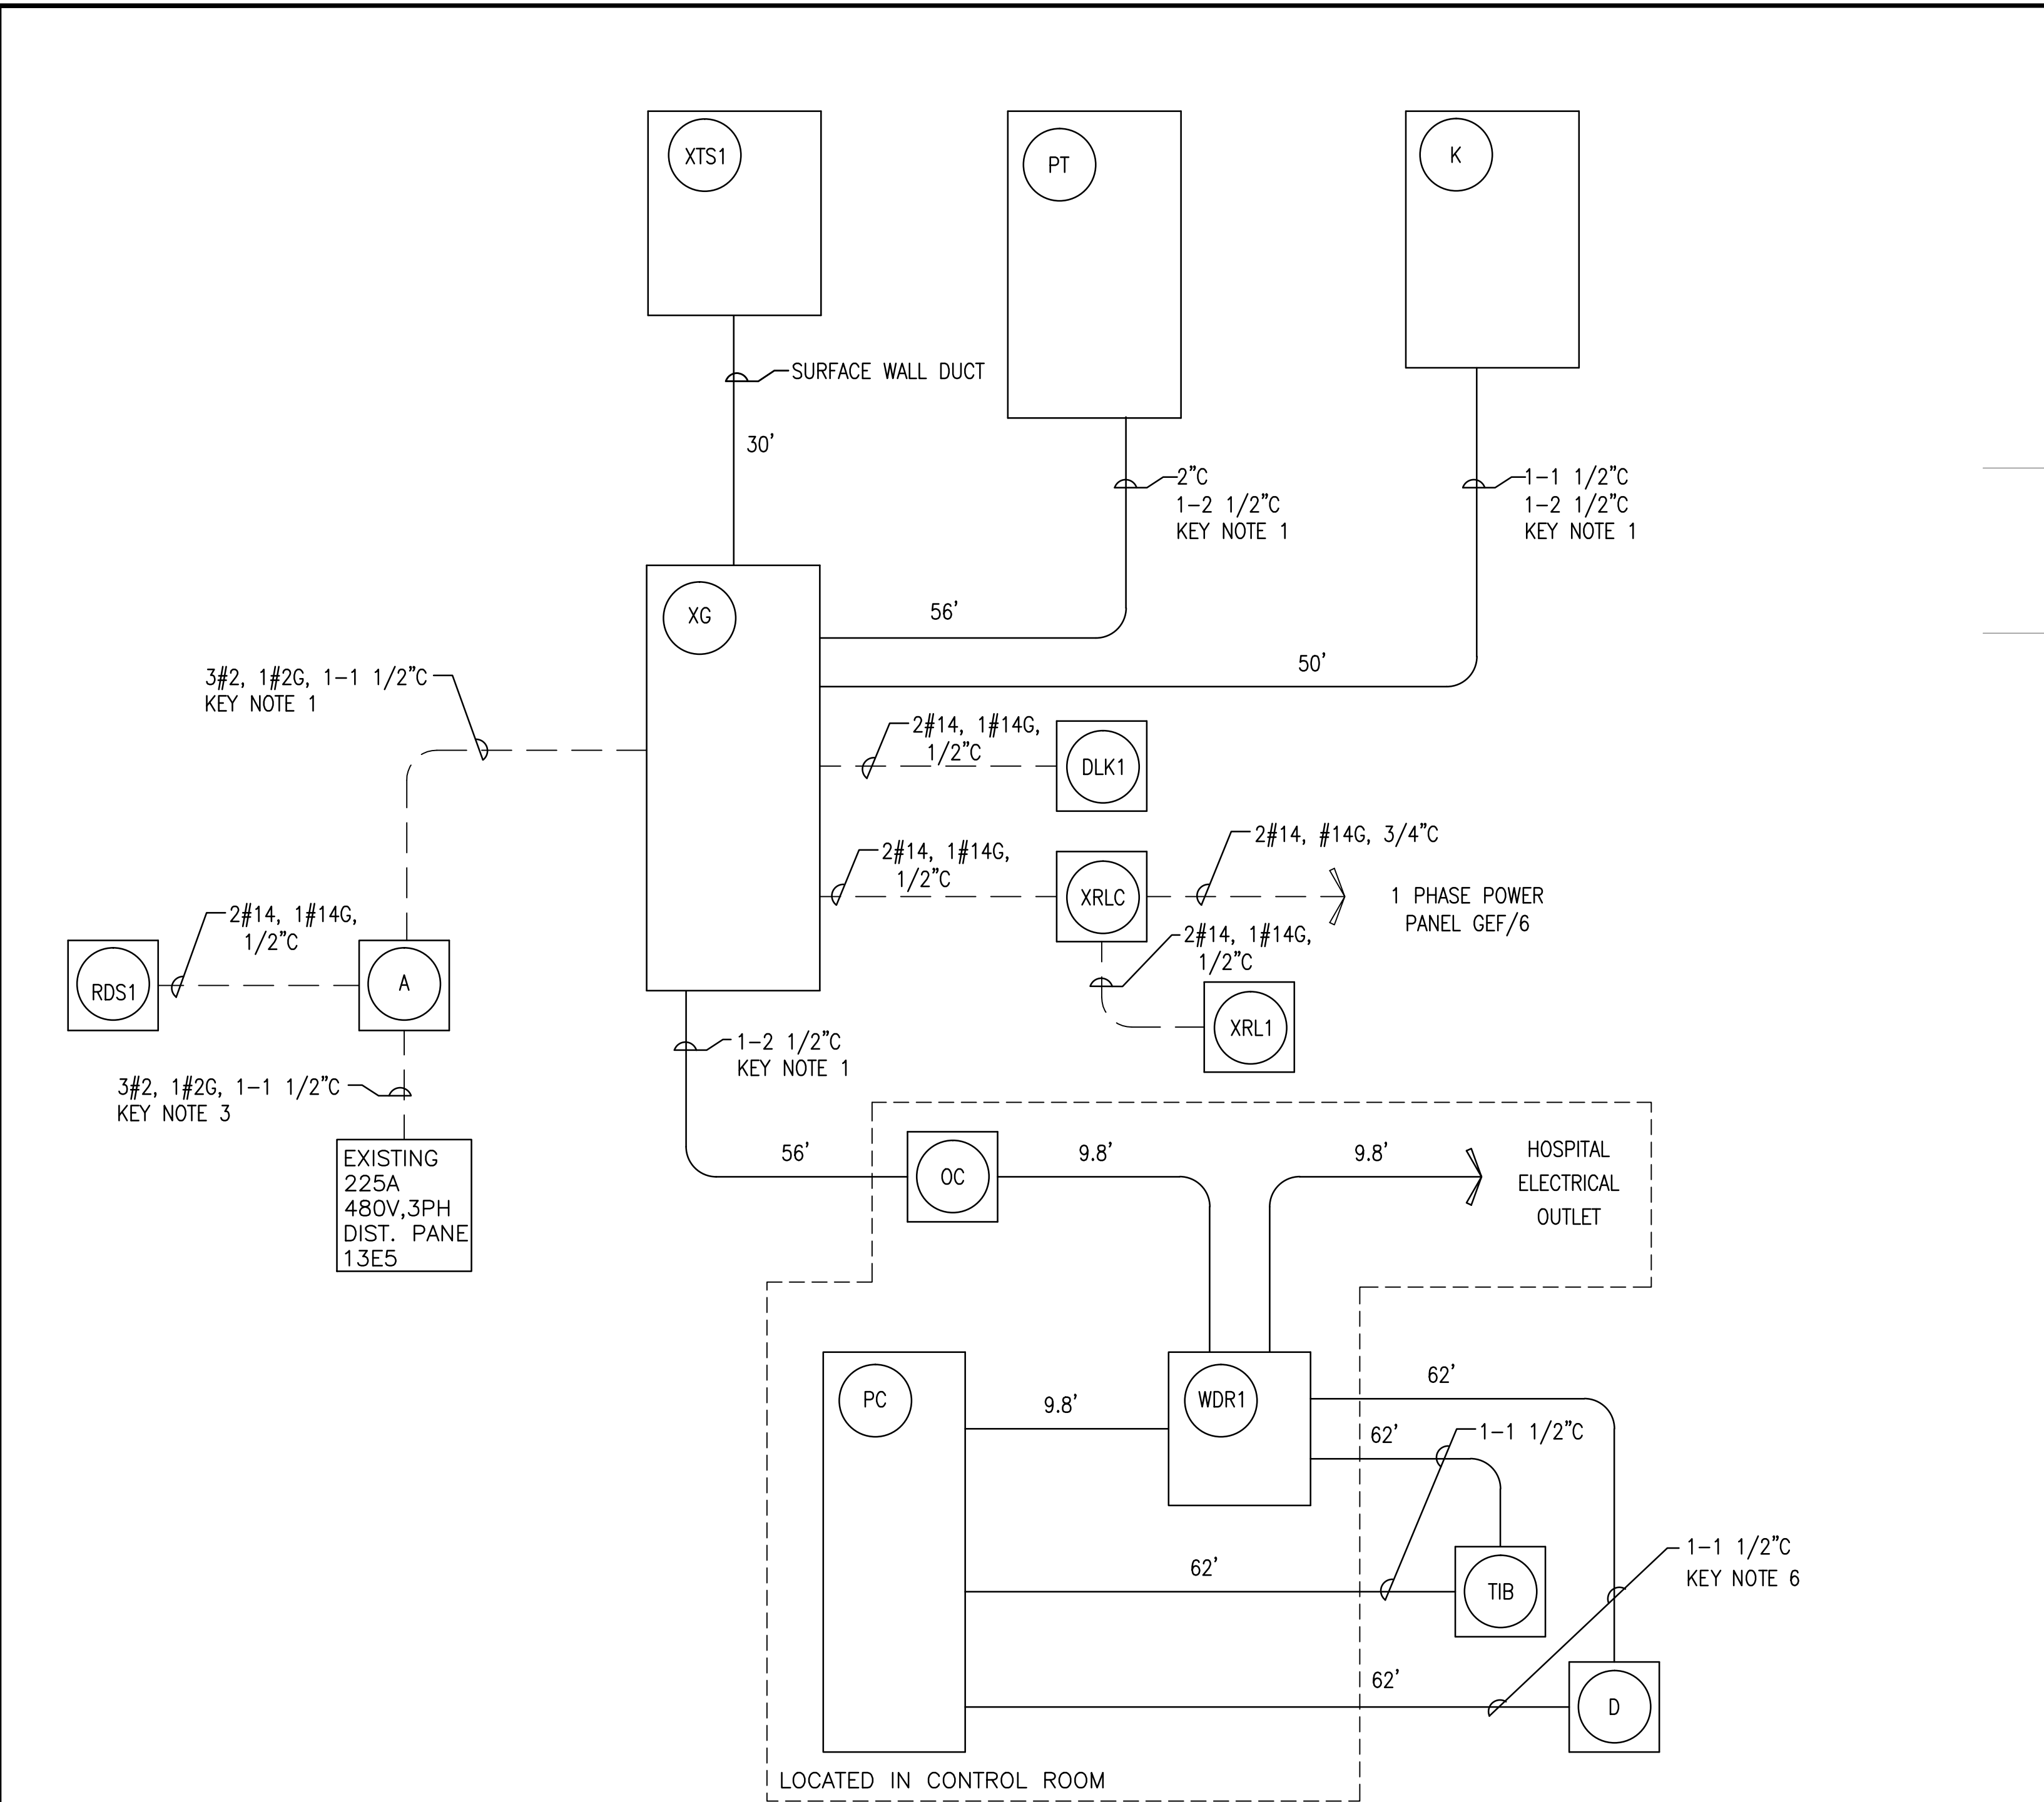 XTS1
PT
K
SURFACE WALL DUCT
30'
2"C
1-2 1/2"C
KEY NOTE 1
1-1 1/2"C
1-2 1/2"C
KEY NOTE 1
XG
56'
50'
3#2, 1#2G, 1-1 1/2"C
KEY NOTE 1
2#14, 1#14G,
1/2"C
DLK1
2#14, 1#14G,
1/2"C
XRLC
2#14, #14G, 3/4"C
1 PHASE POWER
PANEL GEF/6
2#14, 1#14G,
1/2"C
XRL1
2#14, 1#14G,
1/2"C
RDS1
A
3#2, 1#2G, 1-1 1/2"C
KEY NOTE 3
EXISTING
225A
480V,3PH
DIST. PANE
13E5
1-2 1/2"C
KEY NOTE 1
56'
OC
9.8'
9.8'
HOSPITAL
ELECTRICAL
OUTLET
PC
9.8'
WDR1
62'
62'
1-1 1/2"C
62'
TIB
1-1 1/2"C
KEY NOTE 6
62'
D
LOCATED IN CONTROL ROOM